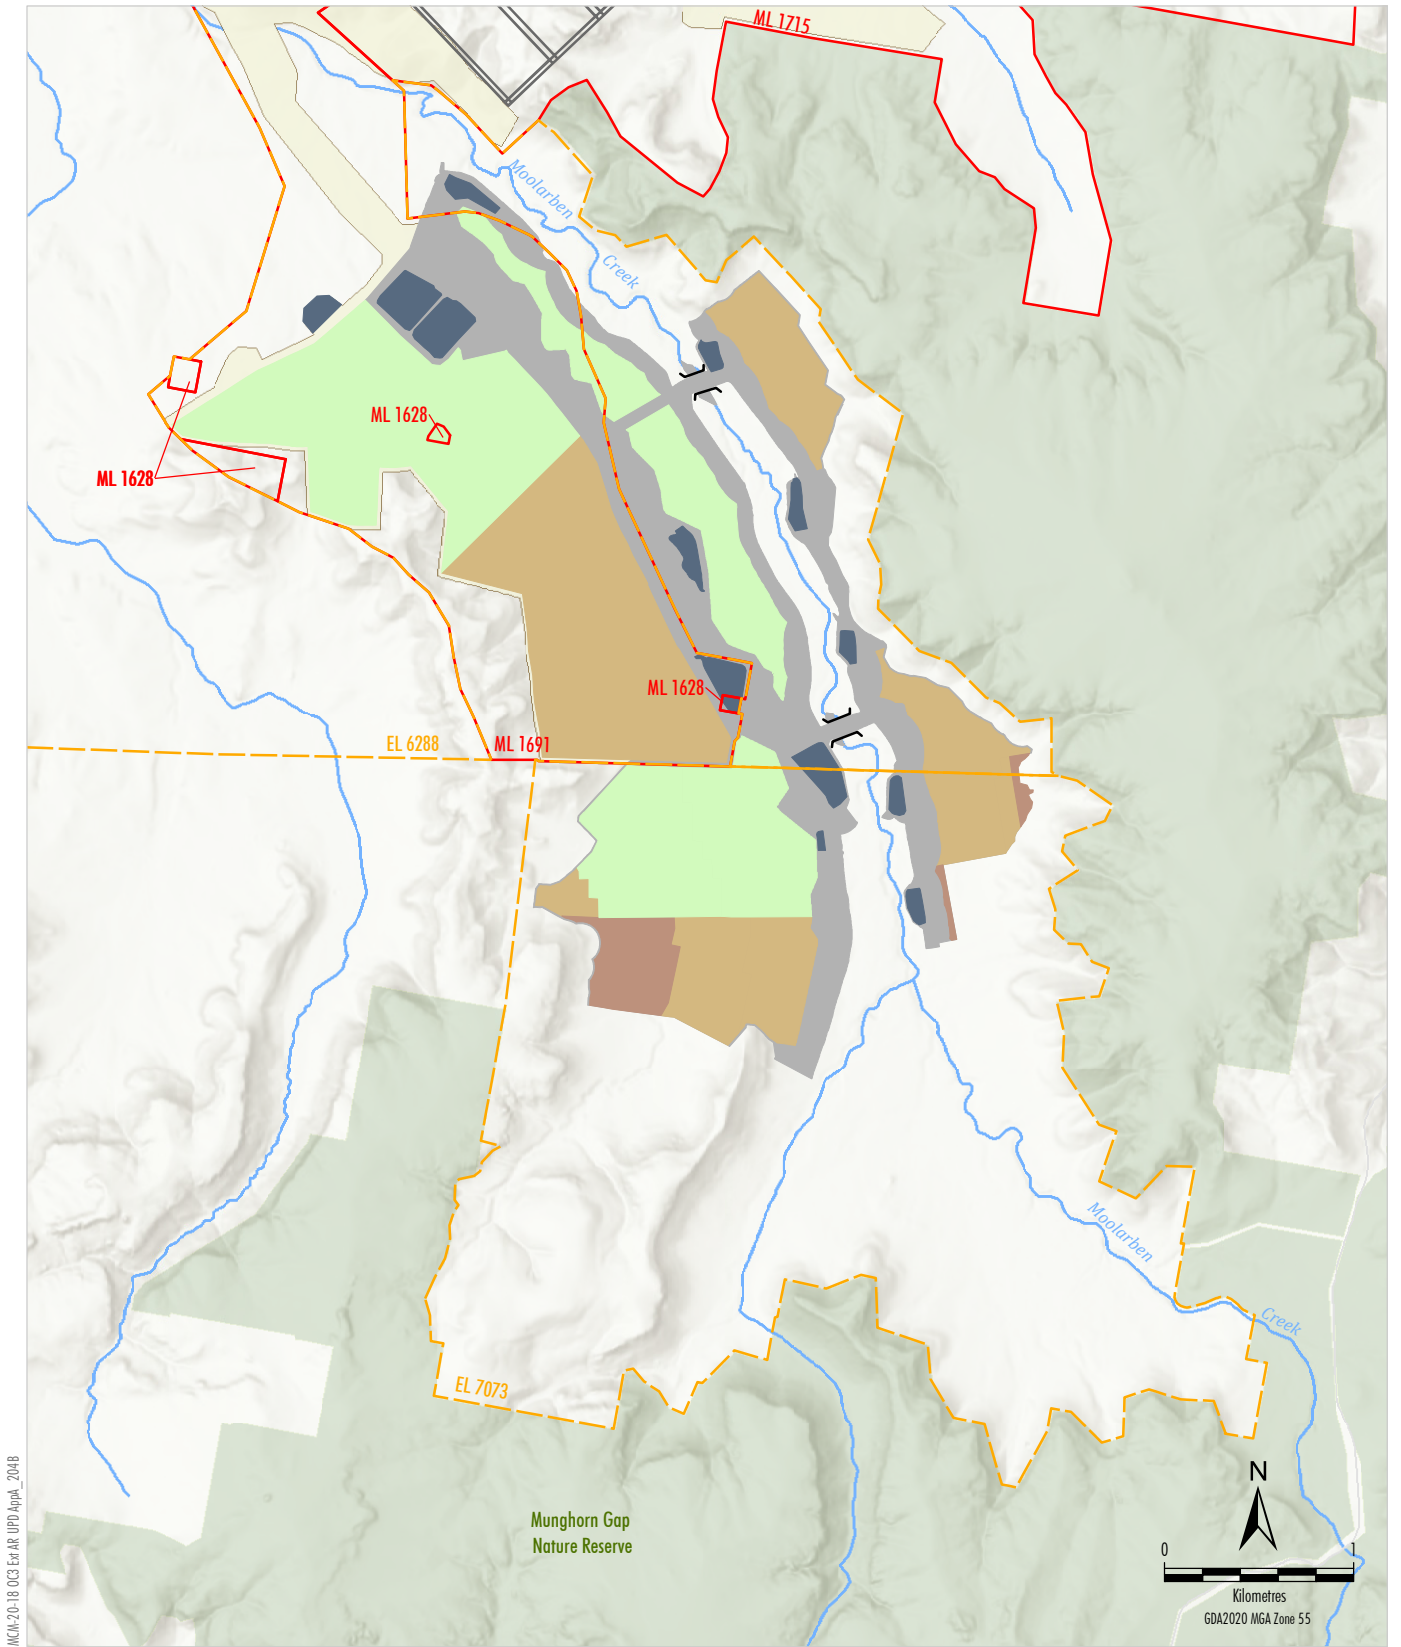 ML 1715
Moolarben
Creek
ML 1628
ML 1628
ML 1628
EL 6288
ML 1691
Moolarben
Creek
EL 7073
Munghorn Gap
Nature Reserve
N
0 1
Kilometres
GDA2020 MGA Zone 55
MCM-20-18 OC3 Ext AR UPD AppA_204B